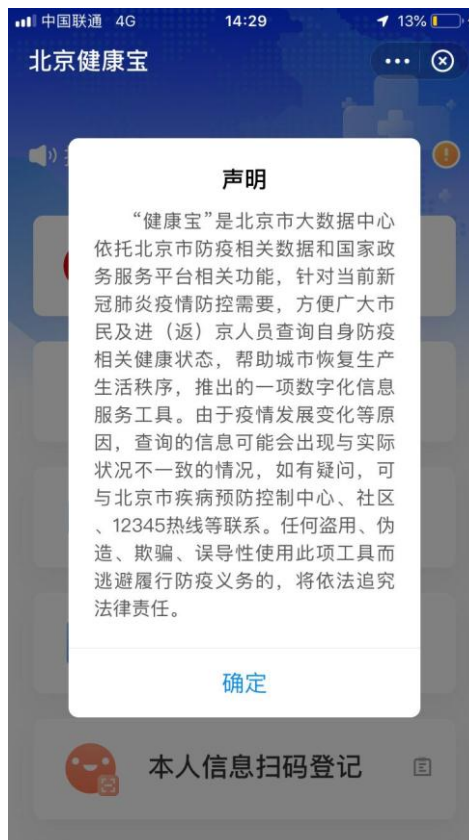 中国联通 4G 14:29 13%
北京健康宝
声明
“健康宝”是北京市大数据中心
依托北京市防疫相关数据和国家政
务服务平台相关功能，针对当前新
冠肺炎疫情防控需要，方便广大市
民及进（返）京人员查询自身防疫
相关健康状态，帮助城市恢复生产
生活秩序，推出的一项数字化信息
服务工具。由于疫情发展变化等原
因，查询的信息可能会出现与实际
状况不一致的情况，如有疑问，可
与北京市疾病预防控制中心、社区
、12345热线等联系。任何盗用、伪
造、欺骗、误导性使用此项工具而
逃避履行防疫义务的，将依法追究
法律责任。
确定
本人信息扫码登记